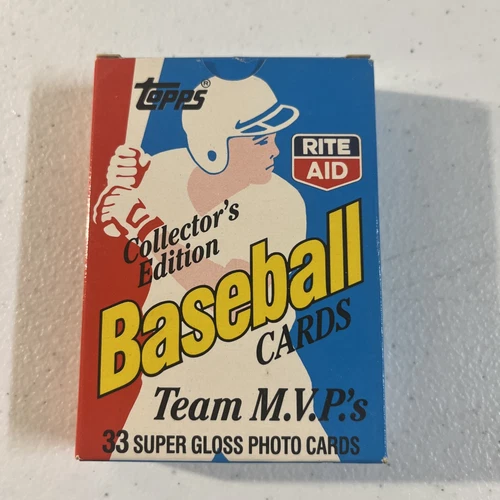 Topps®
RITE
AID
Collector's
Edition
Baseball
CARDS
Team M.V.P.'s
33 SUPER GLOSS PHOTO CARDS